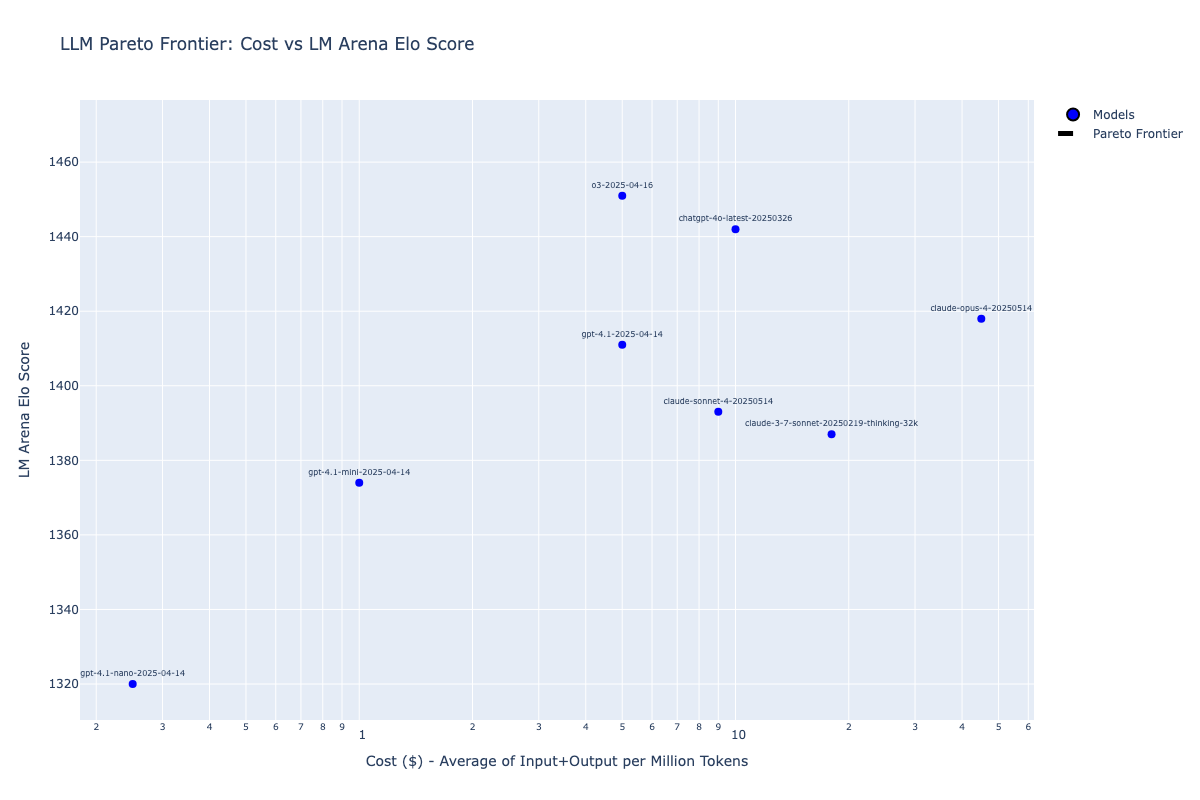 LLM Pareto Frontier: Cost vs LM Arena Elo Score
Models
Pareto Frontier
1460
1440
1420
1400
1380
1360
1340
1320
LM Arena Elo Score
o3-2025-04-16
chatgpt-4o-latest-20250326
claude-opus-4-20250514
gpt-4.1-2025-04-14
claude-sonnet-4-20250514
claude-3-7-sonnet-20250219-thinking-32k
gpt-4.1-mini-2025-04-14
gpt-4.1-nano-2025-04-14
2 3 4 5 6 7 8 9 1 2 3 4 5 6 7 8 9 10 2 3 4 5 6
Cost ($) - Average of Input+Output per Million Tokens